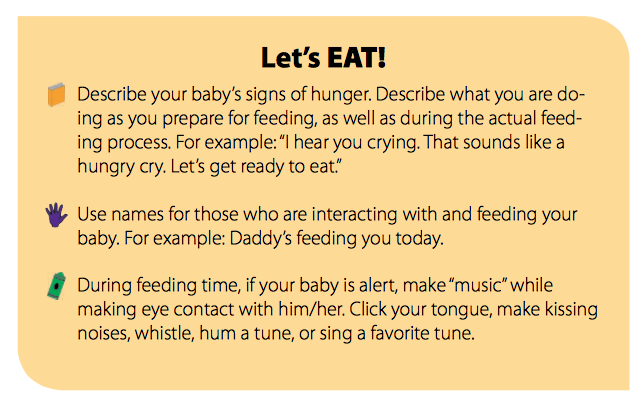 Let’s EAT!
Describe your baby’s signs of hunger. Describe what you are do-
ing as you prepare for feeding, as well as during the actual feed-
ing process. For example: “I hear you crying. That sounds like a
hungry cry. Let’s get ready to eat.”
Use names for those who are interacting with and feeding your
baby. For example: Daddy’s feeding you today.
During feeding time, if your baby is alert, make “music” while
making eye contact with him/her. Click your tongue, make kissing
noises, whistle, hum a tune, or sing a favorite tune.